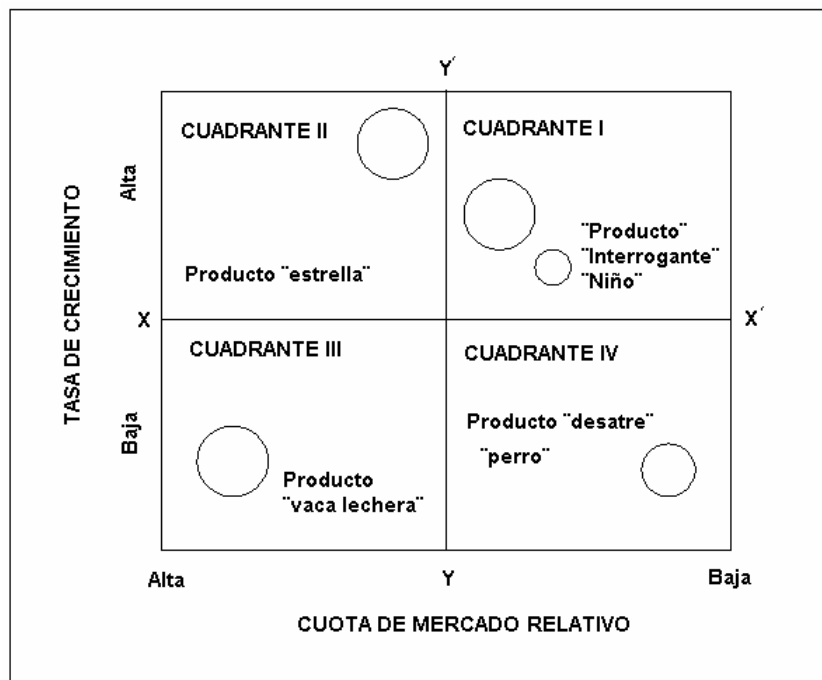 Y´
CUADRANTE II
CUADRANTE I
Alta
¨Producto¨
¨Interrogante¨
¨Niño¨
Producto ¨estrella¨
TASA DE CRECIMIENTO
X
X´
CUADRANTE III
CUADRANTE IV
Baja
Producto ¨desatre¨
¨perro¨
Producto
¨vaca lechera¨
Alta
Y
Baja
CUOTA DE MERCADO RELATIVO